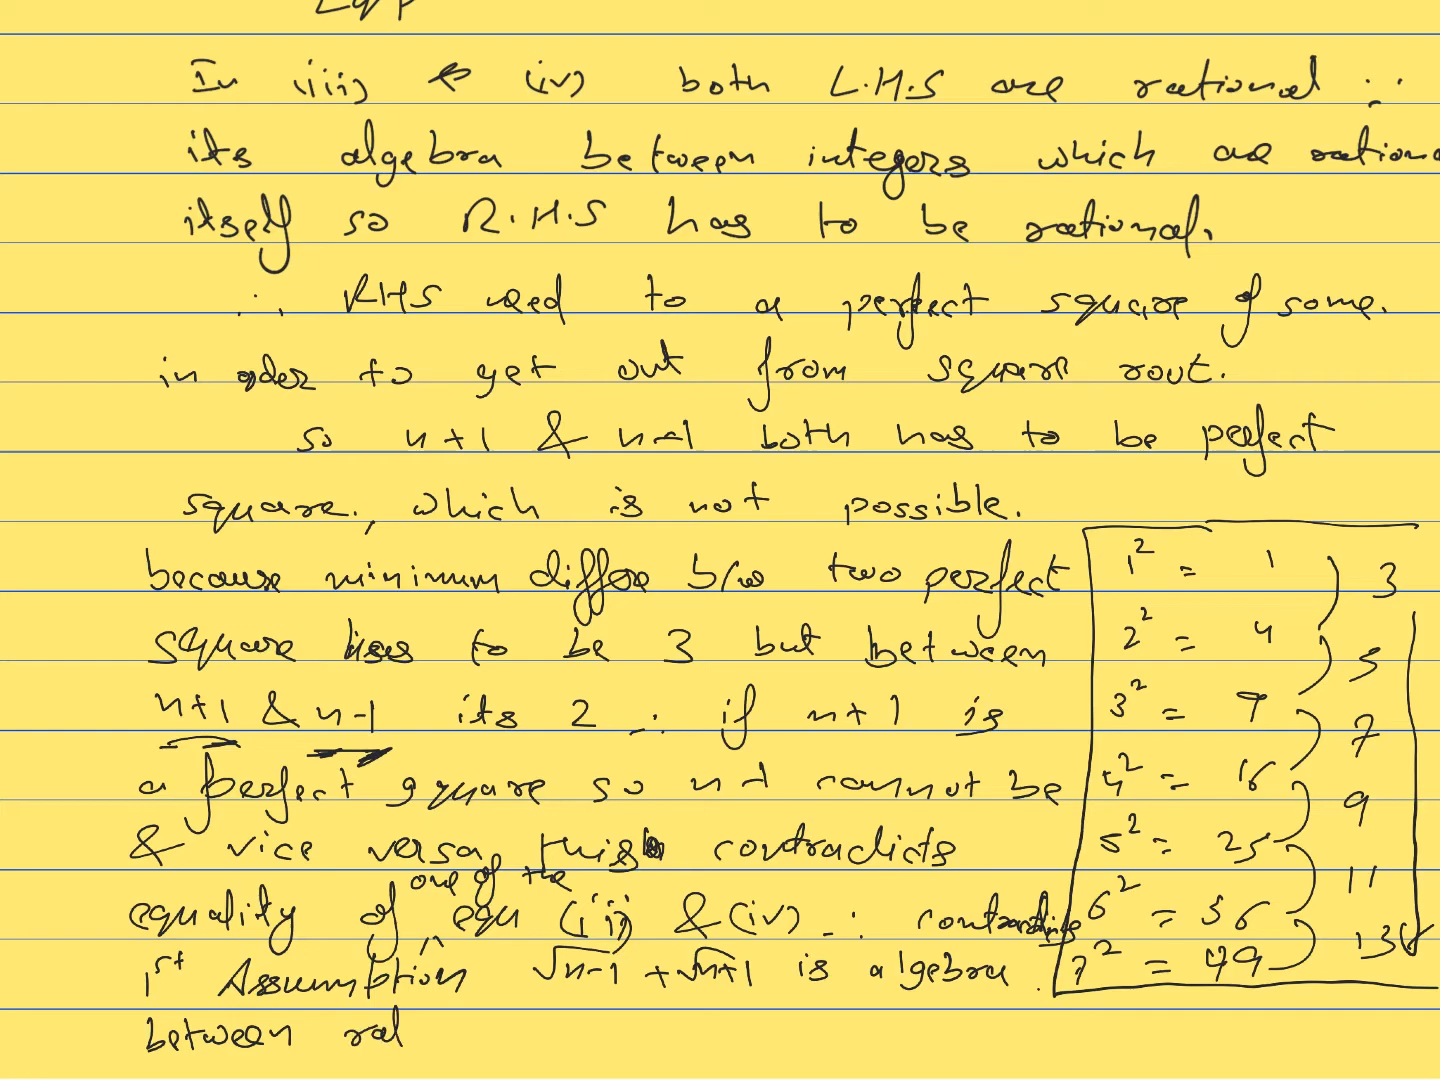 In (iii) & (iv) both L.H.S are rational ∵
its algebra between integers which are rationa
itself so R.H.S has to be rational.
∴ RHS need to a perfect square of some.
in order to get out from square rout.
so n+1 & n-1 both has to be perfect
square, which is not possible.
because minimum diffre b/w two perfect
square has to be 3 but between
n+1 & n-1 its 2 ∴ if n+1 is
a perfect square so n-1 cannot be
& vice versa, this contradicts
equality of one of the equ (iii) & (iv) ∴ contradicts
1st Assumption √n-1 + √n+1 is algebra
between ral
1² = 1
2² = 4
3² = 9
4² = 16
5² = 25
6² = 36
7² = 49
3
5
7
9
11
13